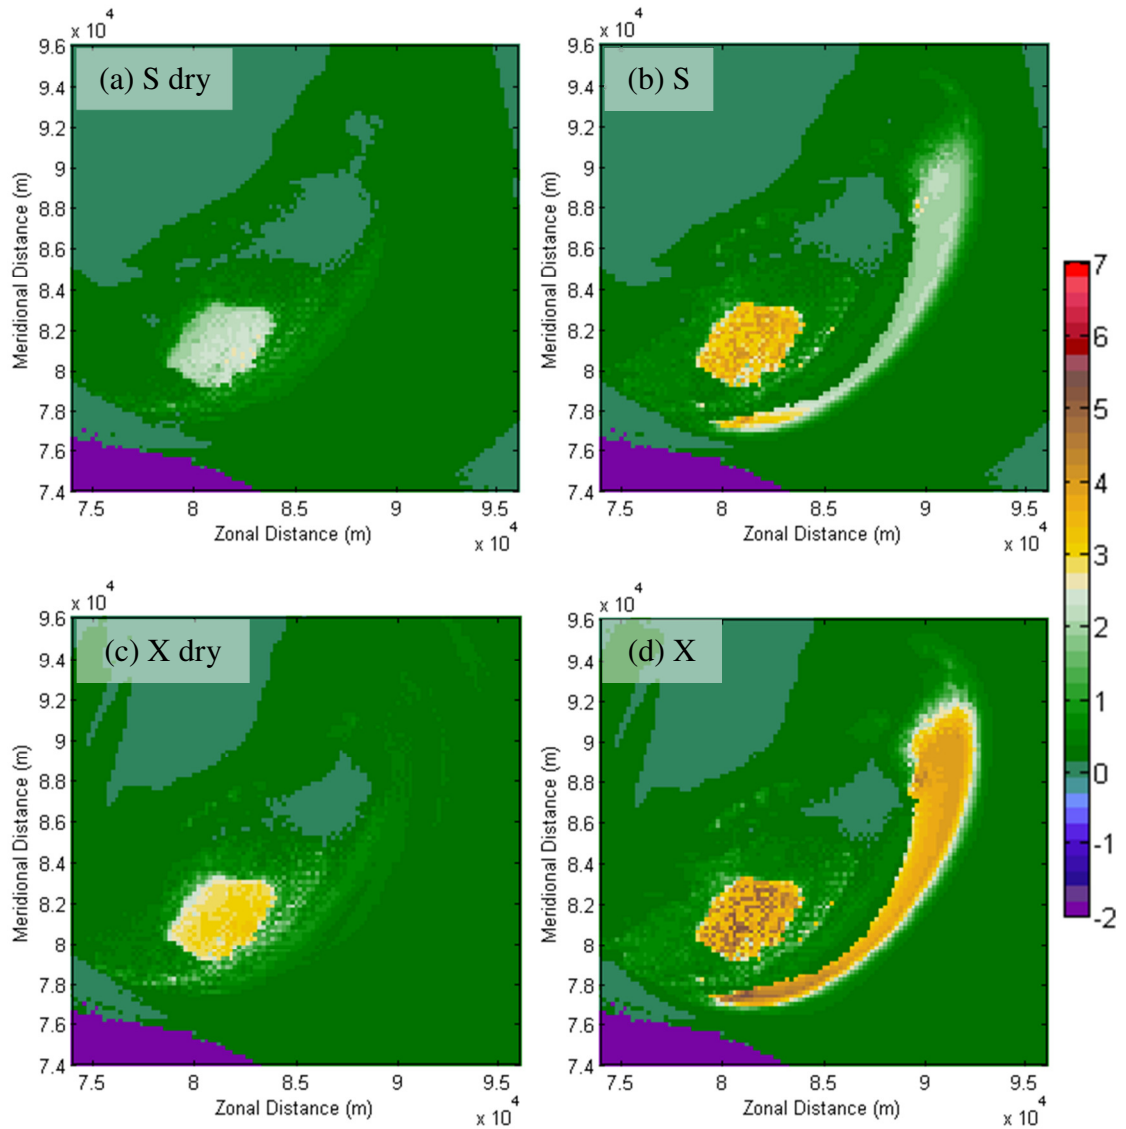 x 10^4
x 10^4
(a) S dry
(b) S
9.6
9.4
9.2
9
8.8
8.6
8.4
8.2
8
7.8
7.6
7.4
Meridional Distance (m)
7.5 8 8.5 9 9.5
Zonal Distance (m)
x 10^4
9.6
9.4
9.2
9
8.8
8.6
8.4
8.2
8
7.8
7.6
7.4
Meridional Distance (m)
7.5 8 8.5 9 9.5
Zonal Distance (m)
x 10^4
7
6
5
4
3
2
1
0
-1
-2
x 10^4
x 10^4
(c) X dry
(d) X
9.6
9.4
9.2
9
8.8
8.6
8.4
8.2
8
7.8
7.6
7.4
Meridional Distance (m)
7.5 8 8.5 9 9.5
Zonal Distance (m)
x 10^4
9.6
9.4
9.2
9
8.8
8.6
8.4
8.2
8
7.8
7.6
7.4
Meridional Distance (m)
7.5 8 8.5 9 9.5
Zonal Distance (m)
x 10^4